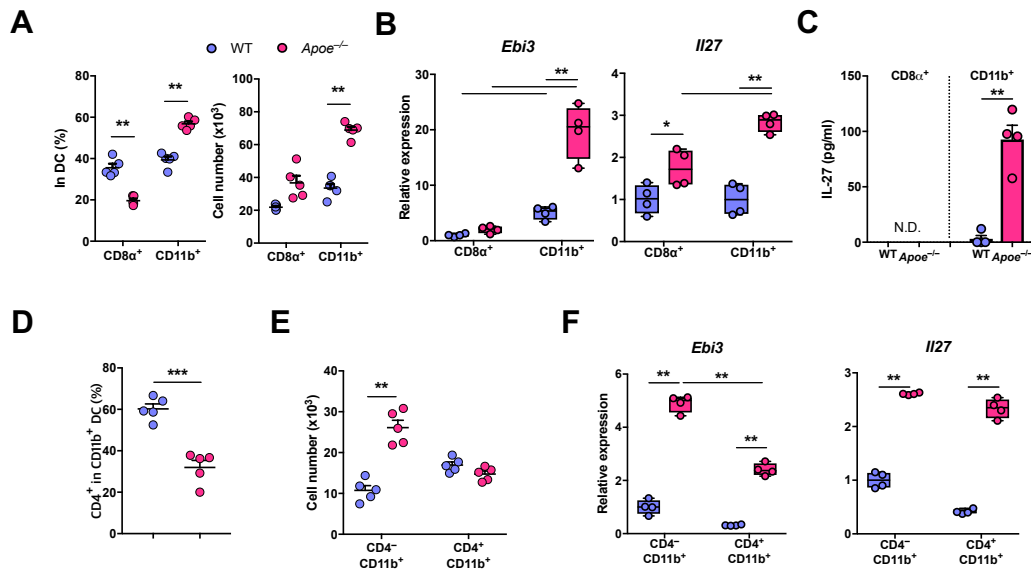 A
WT
Apoe–/–
In DC (%)
80
60
40
20
0
**
**
CD8α+
CD11b+
Cell number (x10³)
100
80
60
40
20
0
**
CD8α+
CD11b+
B
Ebi3
Relative expression
30
20
10
0
**
CD8α+
CD11b+
Il27
4
3
2
1
0
*
**
CD8α+
CD11b+
C
CD8α+
CD11b+
IL-27 (pg/ml)
150
100
50
0
**
N.D.
WT Apoe–/–
WT Apoe–/–
D
CD4+ in CD11b+ DC (%)
80
60
40
20
0
***
E
Cell number (x10³)
40
30
20
10
0
**
CD4–
CD11b+
CD4+
CD11b+
F
Ebi3
Relative expression
6
4
2
0
**
**
**
CD4–
CD11b+
CD4+
CD11b+
Il27
3
2
1
0
**
**
CD4–
CD11b+
CD4+
CD11b+